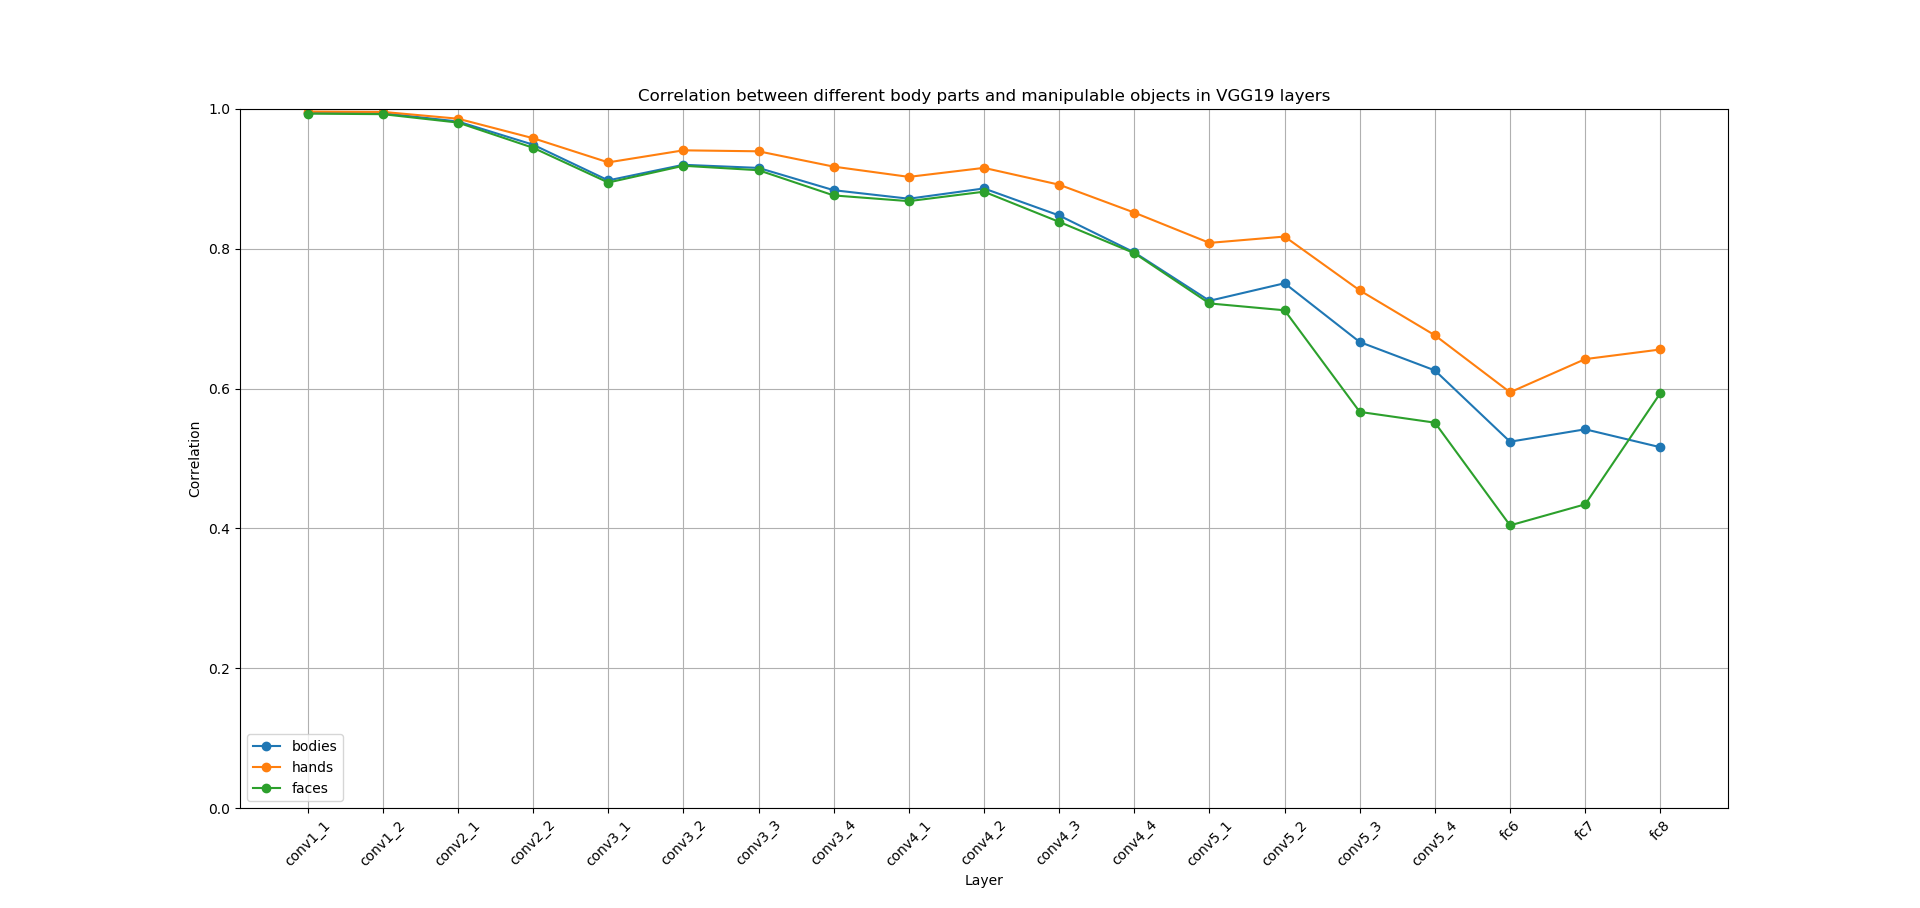 Correlation between different body parts and manipulable objects in VGG19 layers
1.0
0.8
0.6
0.4
0.2
0.0
Correlation
bodies
hands
faces
conv1_1
conv1_2
conv2_1
conv2_2
conv3_1
conv3_2
conv3_3
conv3_4
conv4_1
conv4_2
conv4_3
conv4_4
conv5_1
conv5_2
conv5_3
conv5_4
fc6
fc7
fc8
Layer